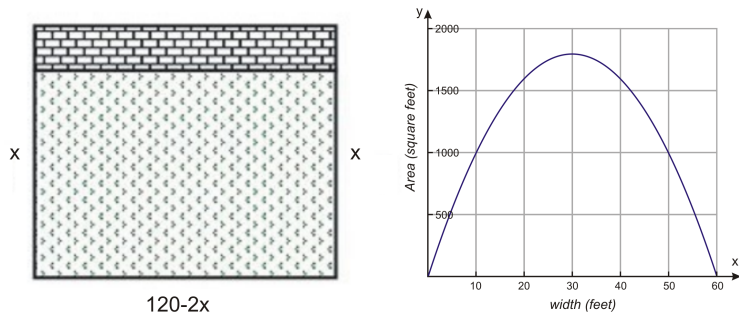 x
x
120-2x
y
2000
1500
1000
500
Area (square feet)
10 20 30 40 50 60
x
width (feet)